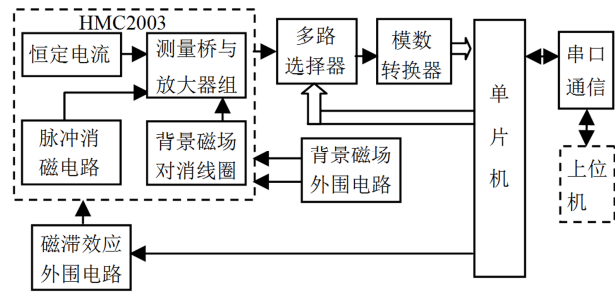 HMC2003
恒定电流
测量桥与
放大器组
多路
选择器
模数
转换器
单
片
机
串口
通信
脉冲消
磁电路
背景磁场
对消线圈
背景磁场
外围电路
上位
机
磁滞效应
外围电路